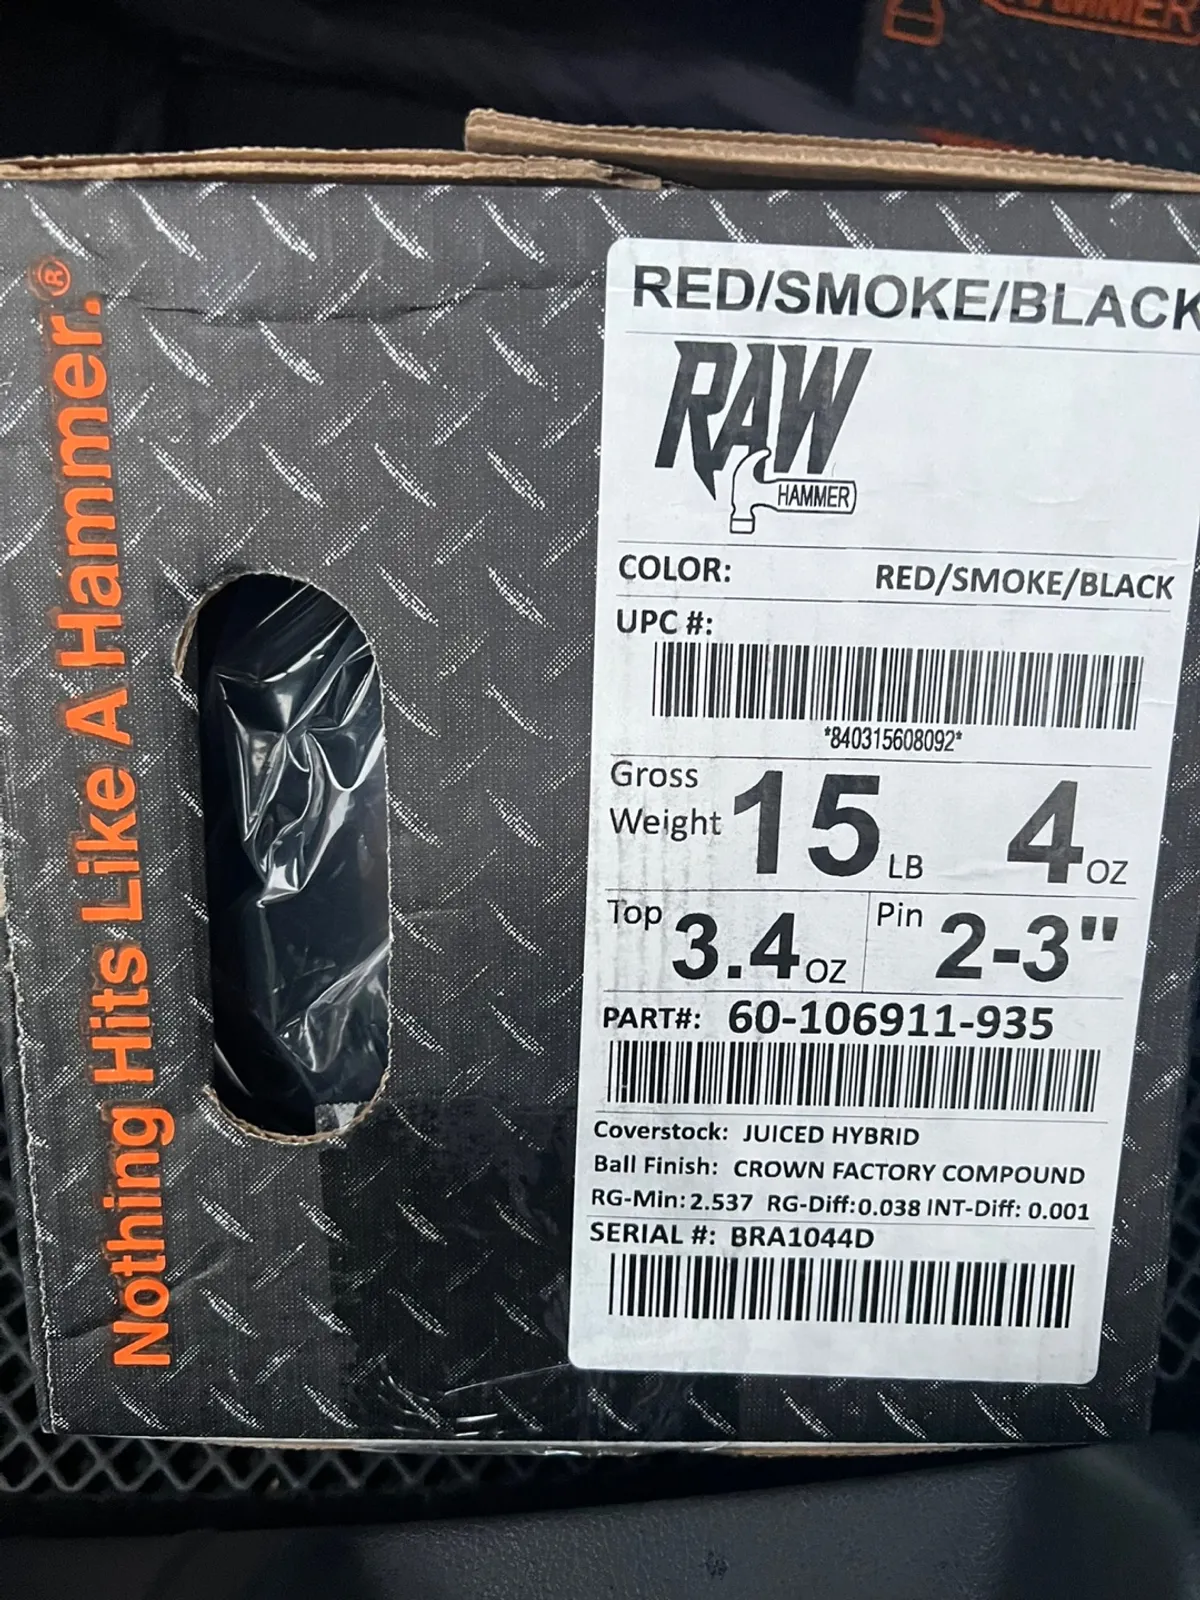 Nothing Hits Like A Hammer.®
RED/SMOKE/BLACK
RAW
HAMMER
COLOR: RED/SMOKE/BLACK
UPC #:
*840315608092*
Gross Weight 15 LB 4 OZ
Top 3.4 OZ Pin 2-3"
PART#: 60-106911-935
Coverstock: JUICED HYBRID
Ball Finish: CROWN FACTORY COMPOUND
RG-Min: 2.537 RG-Diff: 0.038 INT-Diff: 0.001
SERIAL #: BRA1044D